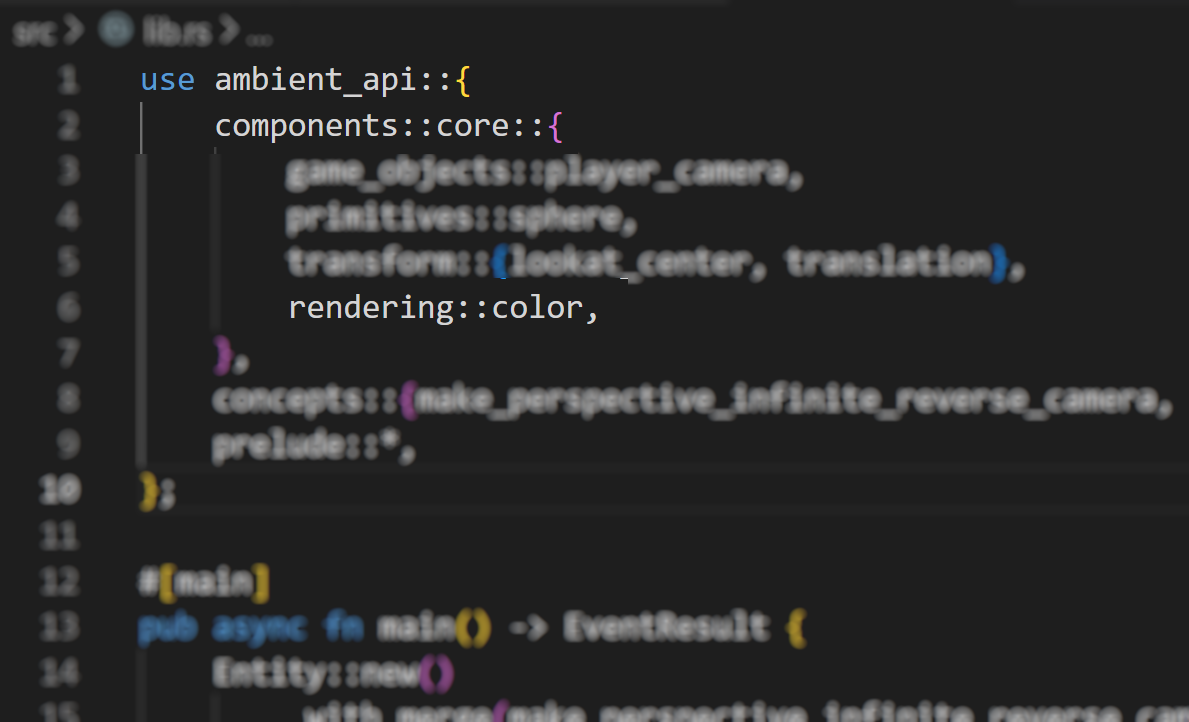 src > lib.rs > ...
1 use ambient_api::{
2 components::core::{
3 game_objects::player_camera,
4 primitives::sphere,
5 transform::{lookat_center, translation},
6 rendering::color,
7 },
8 concepts::{make_perspective_infinite_reverse_camera,
9 prelude::*,
10 };
11
12 #[main]
13 pub async fn main() -> EventResult {
14 Entity::new()
15 with_merge(make_perspective_infinite_reverse